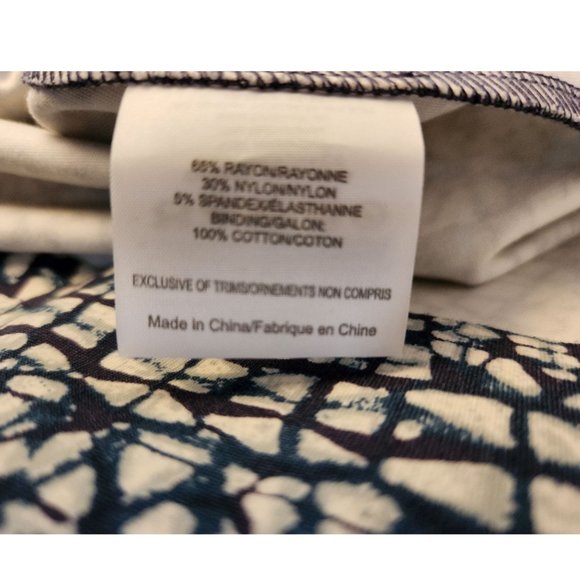 65% RAYON/RAYONNE
30% NYLON/NYLON
5% SPANDEX/ÉLASTHANNE
BINDING/GALON:
100% COTTON/COTON
EXCLUSIVE OF TRIMS/ORNEMENTS NON COMPRIS
Made in China/Fabrique en Chine